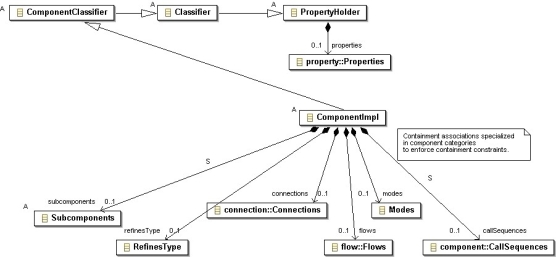 A ComponentClassifier A Classifier A PropertyHolder
0..1 properties
property::Properties
A ComponentImpl
Containment associations specialized
in component categories
to enforce containment constraints.
S S
subcomponents 0..1 connections 0..1 0..1 modes
A Subcomponents connection::Connections Modes
refinesType 0..1 0..1 flows 0..1 callSequences
RefinesType flow::Flows component::CallSequences